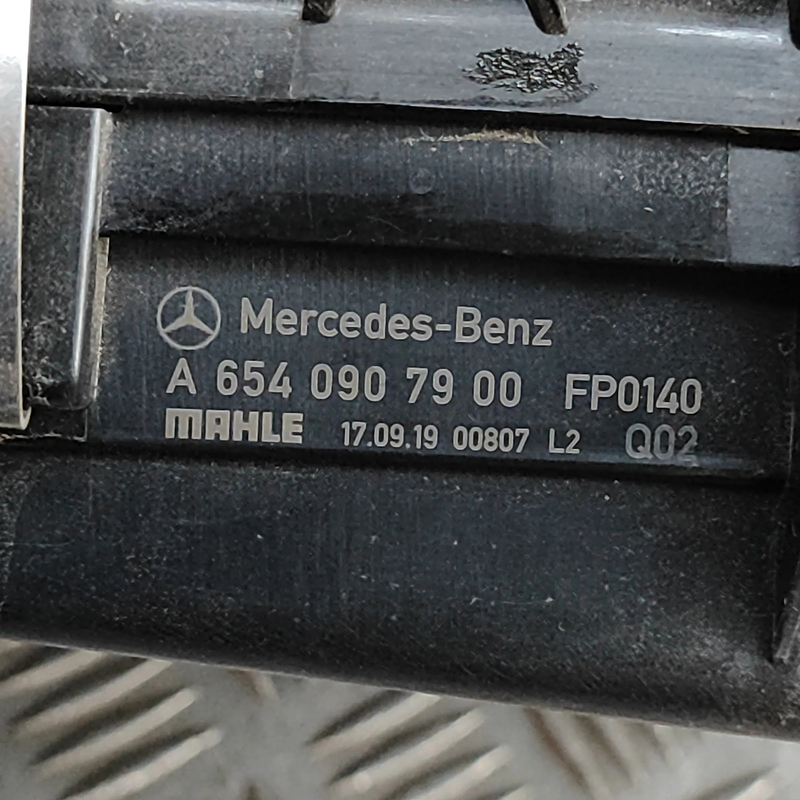 Mercedes-Benz
A 654 090 79 00 FP0140
MAHLE 17.09.19 00807 L2 Q02